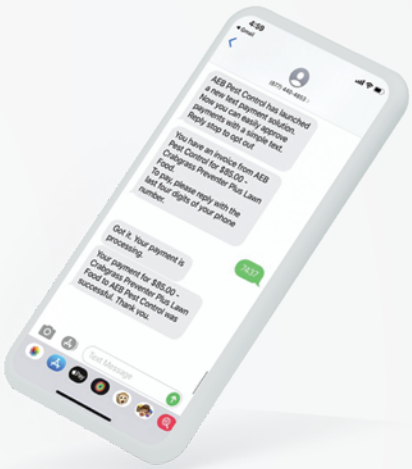 4:59
Gmail
(877) 440-4853
AEB Pest Control has launched
a new text payment solution.
Now you can easily approve
payments with a simple text.
Reply stop to opt out
You have an invoice from AEB
Pest Control for $85.00 -
Crabgrass Preventer Plus Lawn
Food.
To pay, please reply with the
last four digits of your phone
number.
7437
Got it. Your payment is
processing.
Your payment for $85.00 -
Crabgrass Preventer Plus Lawn
Food to AEB Pest Control was
successful. Thank you.
Text Message
Pay